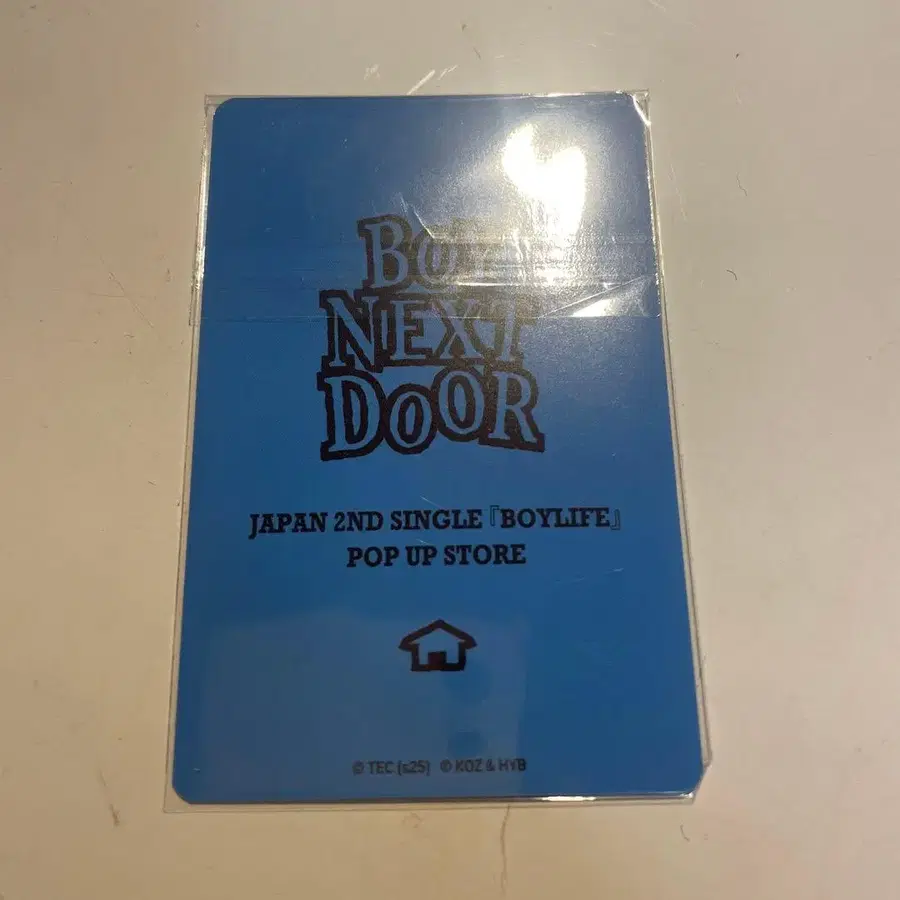 BOY
NEXT
DOOR
JAPAN 2ND SINGLE『BOYLIFE』
POP UP STORE
© TEC (s25) © KOZ & HYB